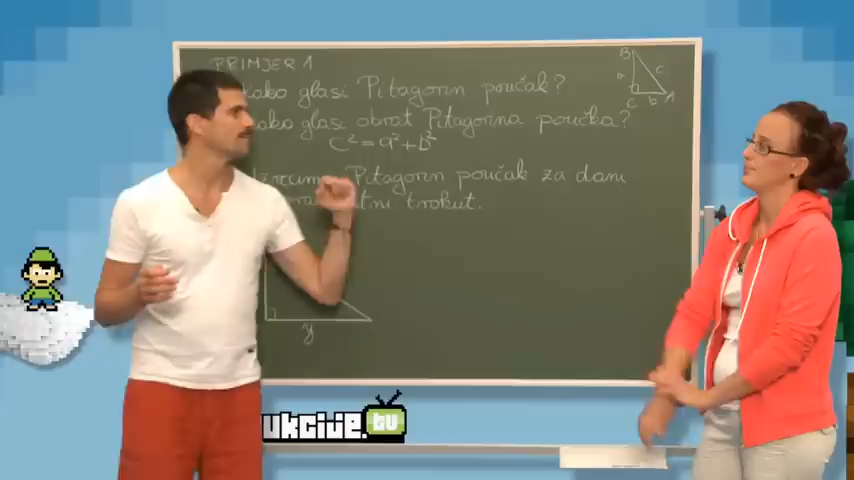 PRIMJER 1
kako glasi Pitagorin poučak?
kako glasi obrat Pitagorina poučka?
c²=a²+b²
Pitagorin poučak za dani
trokut.
B
a
c
C
b
A
y
ukcije.tv